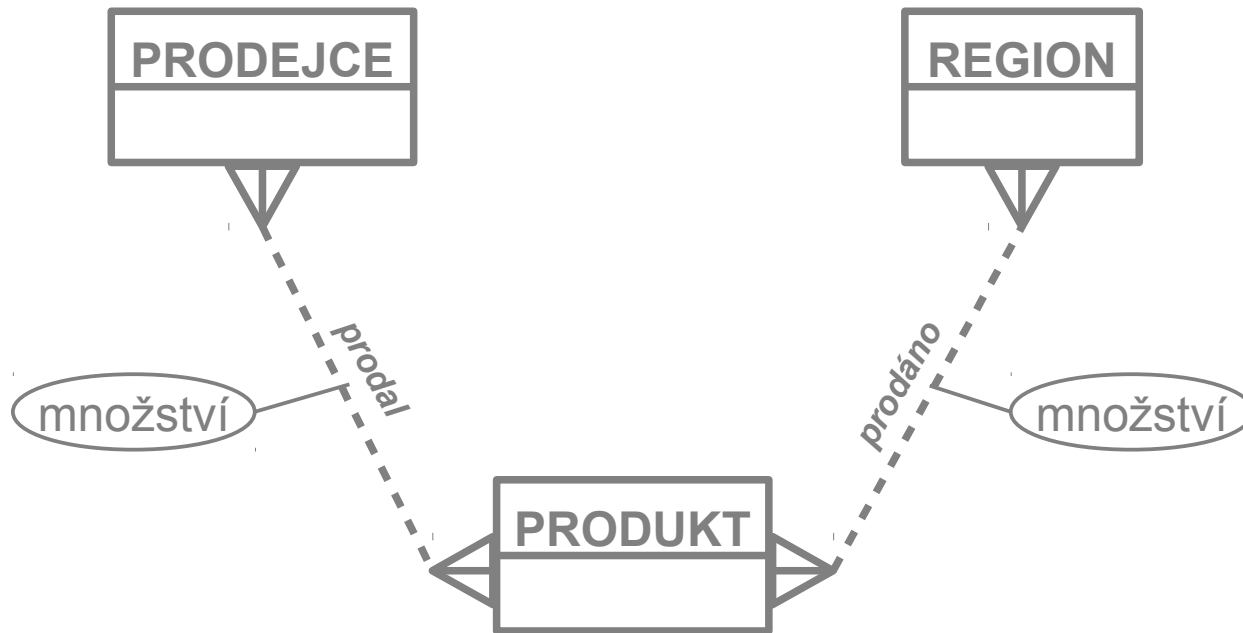 PRODEJCE
REGION
prodal
prodáno
množství
množství
PRODUKT